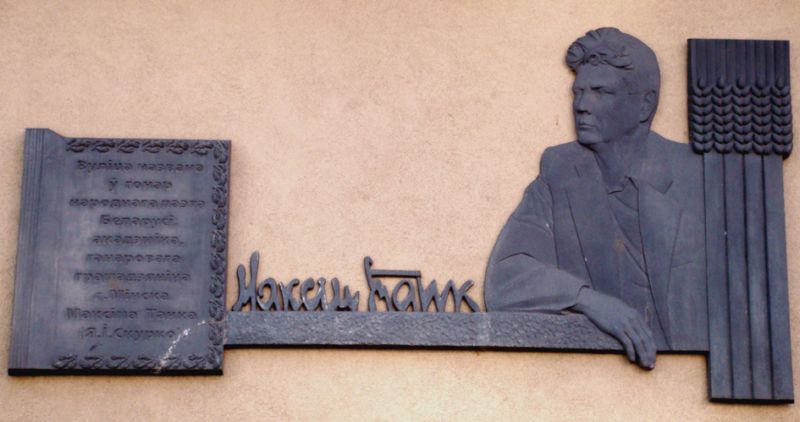 Вуліца названа
ў гонар
народнага паэта
Беларусі,
акадэміка,
ганаровага
грамадзяніна
г.Мінска
Максіма Танка
(Я.І.Скурко)
Максім Танк